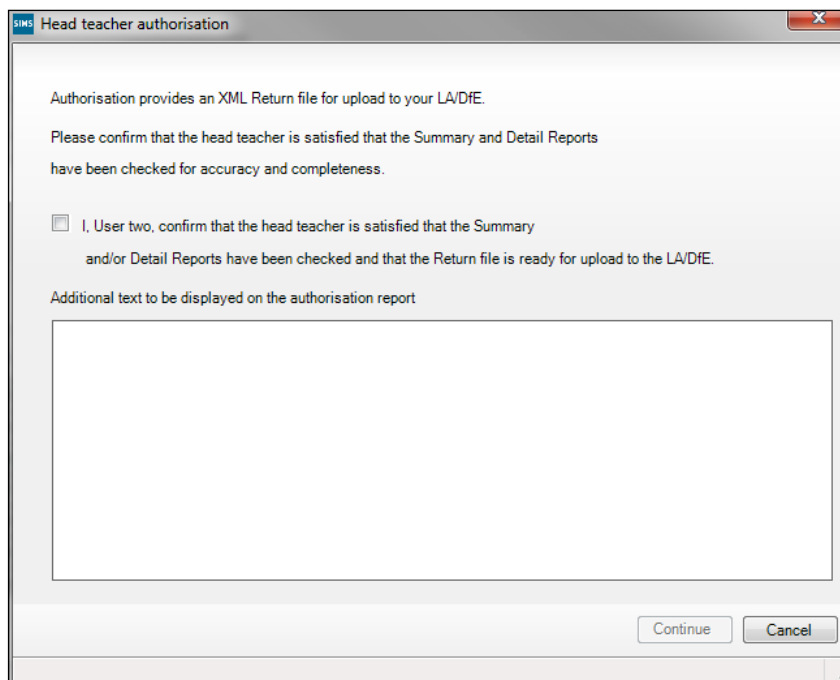 SIMS Head teacher authorisation
Authorisation provides an XML Return file for upload to your LA/DfE.
Please confirm that the head teacher is satisfied that the Summary and Detail Reports
have been checked for accuracy and completeness.
I, User two, confirm that the head teacher is satisfied that the Summary
and/or Detail Reports have been checked and that the Return file is ready for upload to the LA/DfE.
Additional text to be displayed on the authorisation report
Continue Cancel